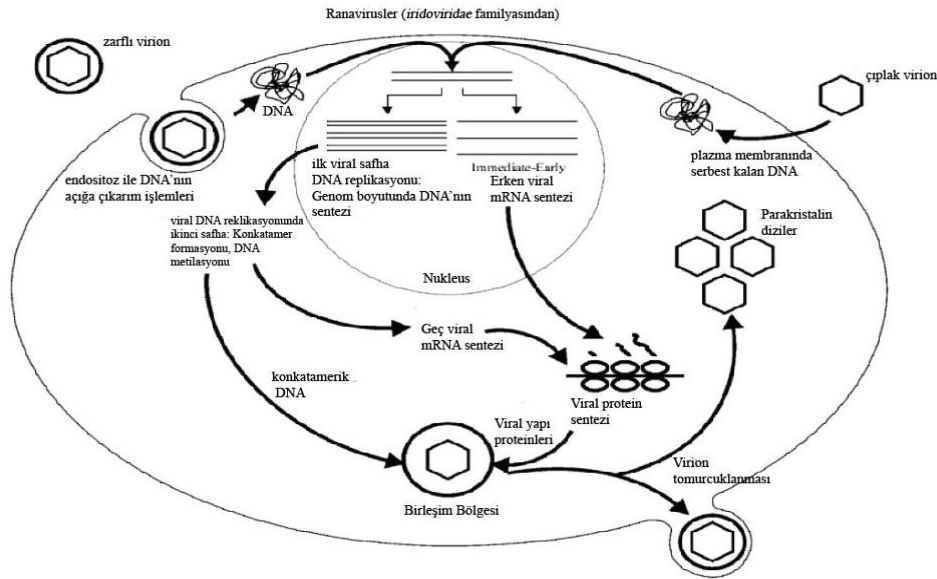 Ranavirusler (iridoviridae familyasından)
zarflı virion
çıplak virion
DNA
endositoz ile DNA'nın
açığa çıkarım işlemleri
ilk viral safha
DNA replikasyonu:
Genom boyutunda DNA'nın
sentezi
Immediate-Early
Erken viral
mRNA sentezi
plazma membranında
serbest kalan DNA
viral DNA reklikasyonunda
ikinci safha: Konkatamer
formasyonu, DNA
metilasyonu
Parakristalin
diziler
Nukleus
Geç viral
mRNA sentezi
konkatamerik
DNA
Viral protein
sentezi
Viral yapı
proteinleri
Virion
tomurcuklanması
Birleşim Bölgesi